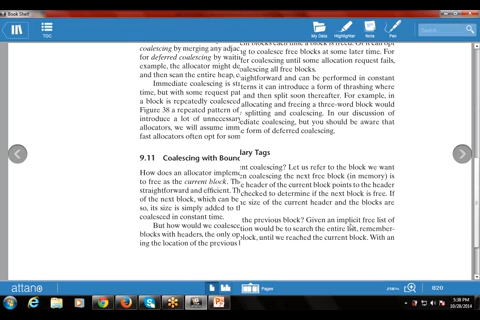 Book Shelf
TOC
My Data
Highlighter
Note
Pen
Search
coalescing by merging any adjac
for deferred coalescing by waitin
example, the allocator might de
and then scan the entire heap, c
Immediate coalescing is st
time, but with some request pat
a block is repeatedly coalesced
Figure 38 a repeated pattern of
introduce a lot of unnecessar
allocators, we will assume imm
fast allocators often opt for som
ent blocks each time a block is freed. Or it can opt
ng to coalesce free blocks at some later time. For
fer coalescing until some allocation request fails,
oalescing all free blocks.
raightforward and can be performed in constant
terns it can introduce a form of thrashing where
and then split soon thereafter. For example, in
allocating and freeing a three-word block would
splitting and coalescing. In our discussion of
ediate coalescing, but you should be aware that
e form of deferred coalescing.
9.11 Coalescing with Bound
lary Tags
How does an allocator impleme
to free as the current block. Th
straightforward and efficient. Th
of the next block, which can be
so, its size is simply added to th
coalesced in constant time.
But how would we coalesce
blocks with headers, the only op
ing the location of the previous b
nt coalescing? Let us refer to the block we want
en coalescing the next free block (in memory) is
e header of the current block points to the header
checked to determine if the next block is free. If
e size of the current header and the blocks are
the previous block? Given an implicit free list of
tion would be to search the entire list, remember-
block, until we reached the current block. With an
attano
Pages
820
5:38 PM
10/28/2014